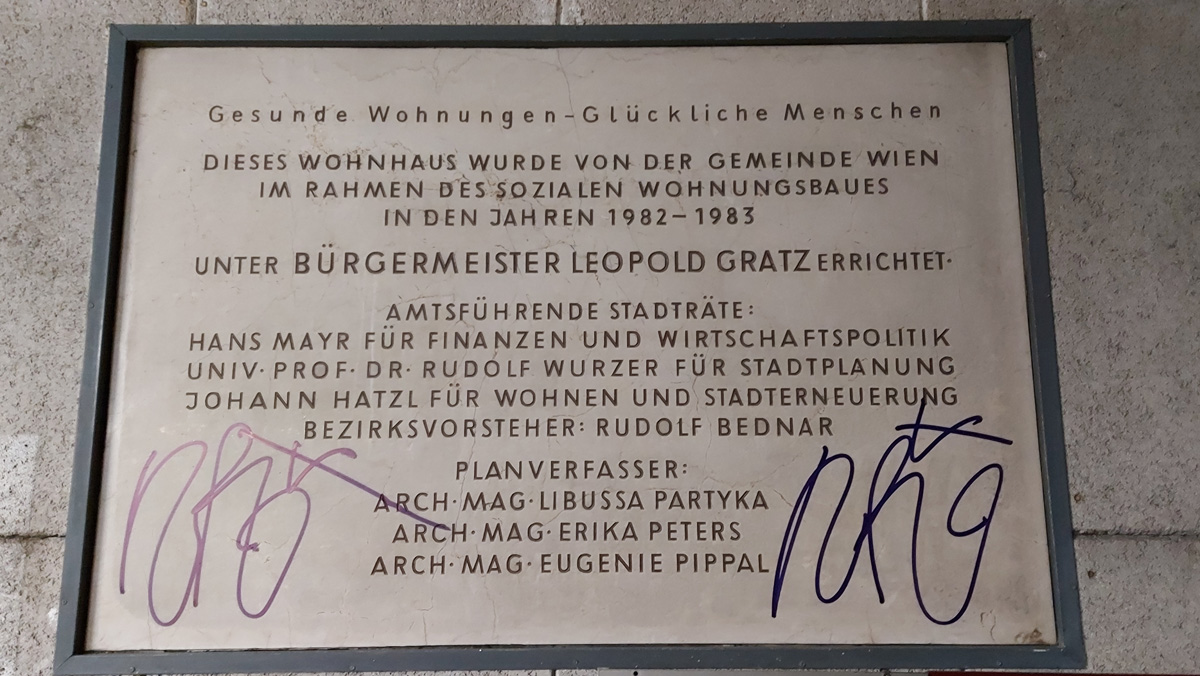 Gesunde Wohnungen-Glückliche Menschen
DIESES WOHNHAUS WURDE VON DER GEMEINDE WIEN
IM RAHMEN DES SOZIALEN WOHNUNGSBAUES
IN DEN JAHREN 1982-1983
UNTER BÜRGERMEISTER LEOPOLD GRATZ ERRICHTET·
AMTSFÜHRENDE STADTRÄTE:
HANS MAYR FÜR FINANZEN UND WIRTSCHAFTSPOLITIK
UNIV· PROF· DR· RUDOLF WURZER FÜR STADTPLANUNG
JOHANN HATZL FÜR WOHNEN UND STADTERNEUERUNG
BEZIRKSVORSTEHER: RUDOLF BEDNAR
PLANVERFASSER:
ARCH·MAG·LIBUSSA PARTYKA
ARCH·MAG·ERIKA PETERS
ARCH·MAG·EUGENIE PIPPAL